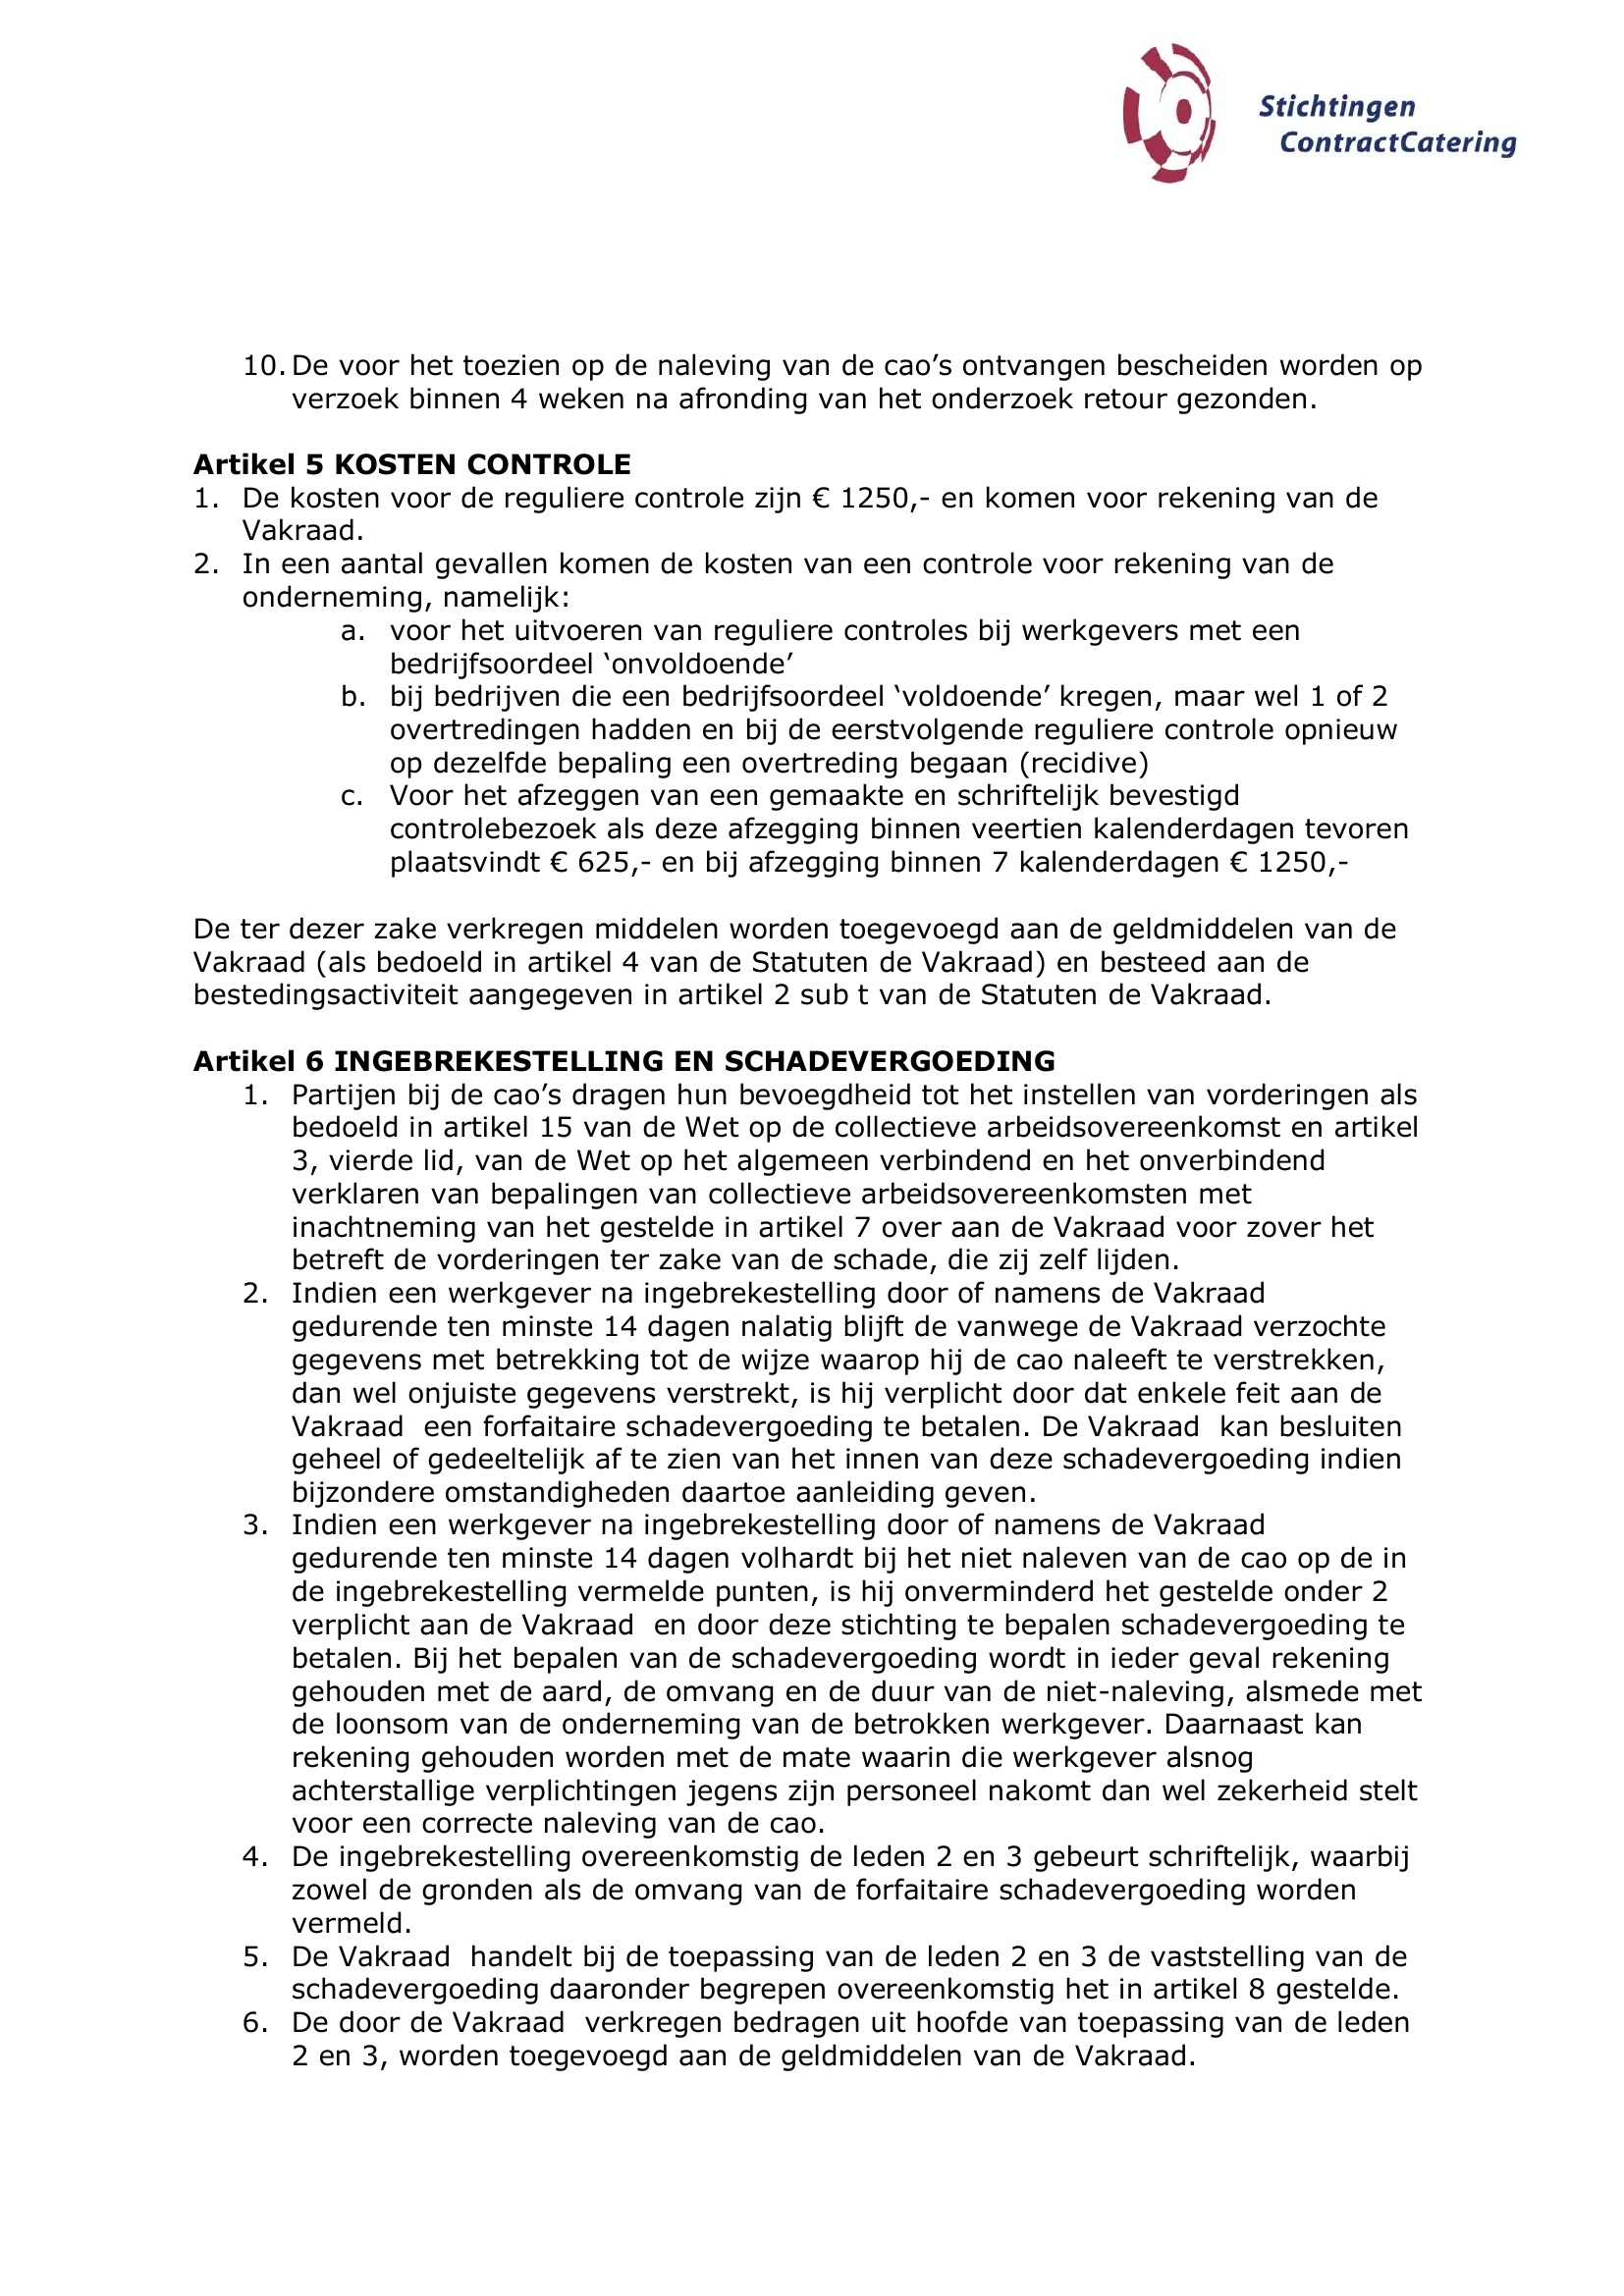 Stichtingen
ContractCatering
10. De voor het toezien op de naleving van de cao’s ontvangen bescheiden worden op
verzoek binnen 4 weken na afronding van het onderzoek retour gezonden.
Artikel 5 KOSTEN CONTROLE
1. De kosten voor de reguliere controle zijn € 1250,- en komen voor rekening van de
Vakraad.
2. In een aantal gevallen komen de kosten van een controle voor rekening van de
onderneming, namelijk:
a. voor het uitvoeren van reguliere controles bij werkgevers met een
bedrijfsoordeel ‘onvoldoende’
b. bij bedrijven die een bedrijfsoordeel ‘voldoende’ kregen, maar wel 1 of 2
overtredingen hadden en bij de eerstvolgende reguliere controle opnieuw
op dezelfde bepaling een overtreding begaan (recidive)
c. Voor het afzeggen van een gemaakte en schriftelijk bevestigd
controlebezoek als deze afzegging binnen veertien kalenderdagen tevoren
plaatsvindt € 625,- en bij afzegging binnen 7 kalenderdagen € 1250,-
De ter dezer zake verkregen middelen worden toegevoegd aan de geldmiddelen van de
Vakraad (als bedoeld in artikel 4 van de Statuten de Vakraad) en besteed aan de
bestedingsactiviteit aangegeven in artikel 2 sub t van de Statuten de Vakraad.
Artikel 6 INGEBREKESTELLING EN SCHADEVERGOEDING
1. Partijen bij de cao’s dragen hun bevoegdheid tot het instellen van vorderingen als
bedoeld in artikel 15 van de Wet op de collectieve arbeidsovereenkomst en artikel
3, vierde lid, van de Wet op het algemeen verbindend en het onverbindend
verklaren van bepalingen van collectieve arbeidsovereenkomsten met
inachtneming van het gestelde in artikel 7 over aan de Vakraad voor zover het
betreft de vorderingen ter zake van de schade, die zij zelf lijden.
2. Indien een werkgever na ingebrekestelling door of namens de Vakraad
gedurende ten minste 14 dagen nalatig blijft de vanwege de Vakraad verzochte
gegevens met betrekking tot de wijze waarop hij de cao naleeft te verstrekken,
dan wel onjuiste gegevens verstrekt, is hij verplicht door dat enkele feit aan de
Vakraad  een forfaitaire schadevergoeding te betalen. De Vakraad  kan besluiten
geheel of gedeeltelijk af te zien van het innen van deze schadevergoeding indien
bijzondere omstandigheden daartoe aanleiding geven.
3. Indien een werkgever na ingebrekestelling door of namens de Vakraad
gedurende ten minste 14 dagen volhardt bij het niet naleven van de cao op de in
de ingebrekestelling vermelde punten, is hij onverminderd het gestelde onder 2
verplicht aan de Vakraad  en door deze stichting te bepalen schadevergoeding te
betalen. Bij het bepalen van de schadevergoeding wordt in ieder geval rekening
gehouden met de aard, de omvang en de duur van de niet-naleving, alsmede met
de loonsom van de onderneming van de betrokken werkgever. Daarnaast kan
rekening gehouden worden met de mate waarin die werkgever alsnog
achterstallige verplichtingen jegens zijn personeel nakomt dan wel zekerheid stelt
voor een correcte naleving van de cao.
4. De ingebrekestelling overeenkomstig de leden 2 en 3 gebeurt schriftelijk, waarbij
zowel de gronden als de omvang van de forfaitaire schadevergoeding worden
vermeld.
5. De Vakraad  handelt bij de toepassing van de leden 2 en 3 de vaststelling van de
schadevergoeding daaronder begrepen overeenkomstig het in artikel 8 gestelde.
6. De door de Vakraad  verkregen bedragen uit hoofde van toepassing van de leden
2 en 3, worden toegevoegd aan de geldmiddelen van de Vakraad.